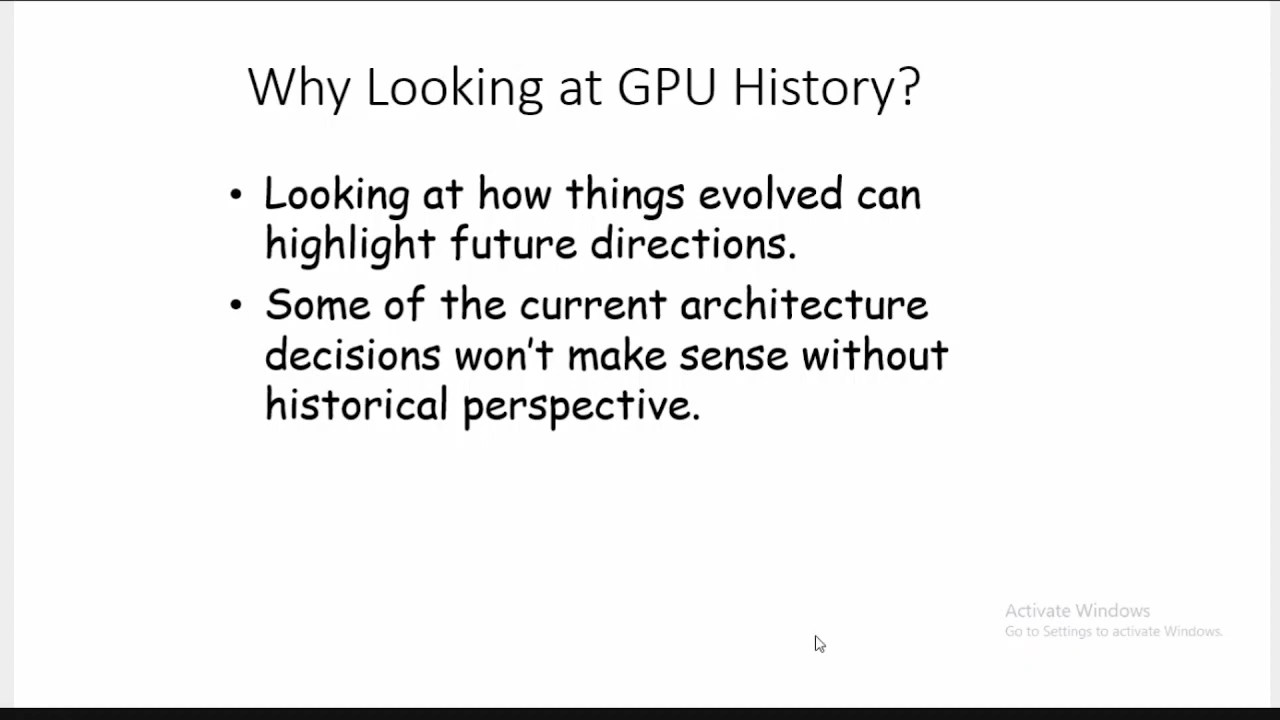 Why Looking at GPU History?
• Looking at how things evolved can
highlight future directions.
• Some of the current architecture
decisions won't make sense without
historical perspective.
Activate Windows
Go to Settings to activate Windows.